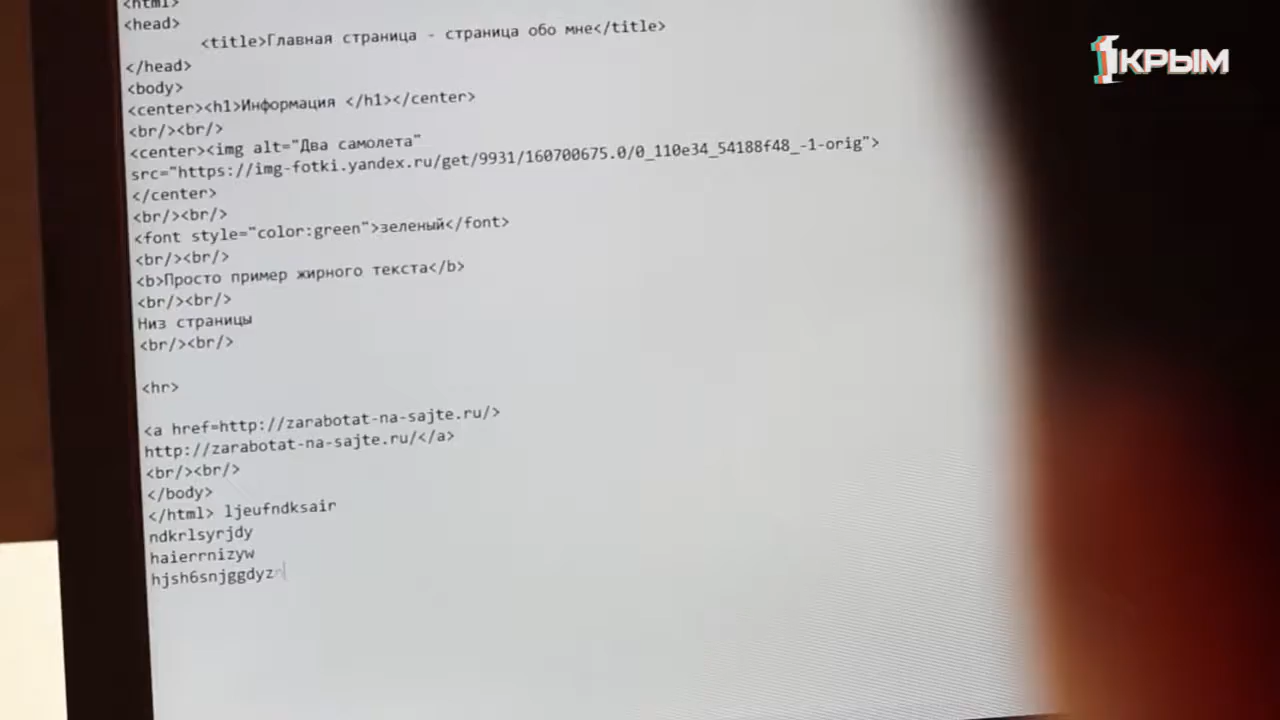 <html>
<head>
<title>Главная страница - страница обо мне</title>
</head>
<body>
<center><h1>Информация </h1></center>
<br/><br/>
<center><img alt="Два самолета"
src="https://img-fotki.yandex.ru/get/9931/160700675.0/0_110e34_54188f48_-1-orig">
</center>
<br/><br/>
<font style="color:green">зеленый</font>
<br/><br/>
<b>Просто пример жирного текста</b>
<br/><br/>
Низ страницы
<br/><br/>
<hr>
<a href=http://zarabotat-na-sajte.ru/>
http://zarabotat-na-sajte.ru/</a>
<br/><br/>
</body>
</html> ljeufndksair
ndkrlsyrjdy
haierrnizyw
hjsh6snjggdyz
1КРЫМ